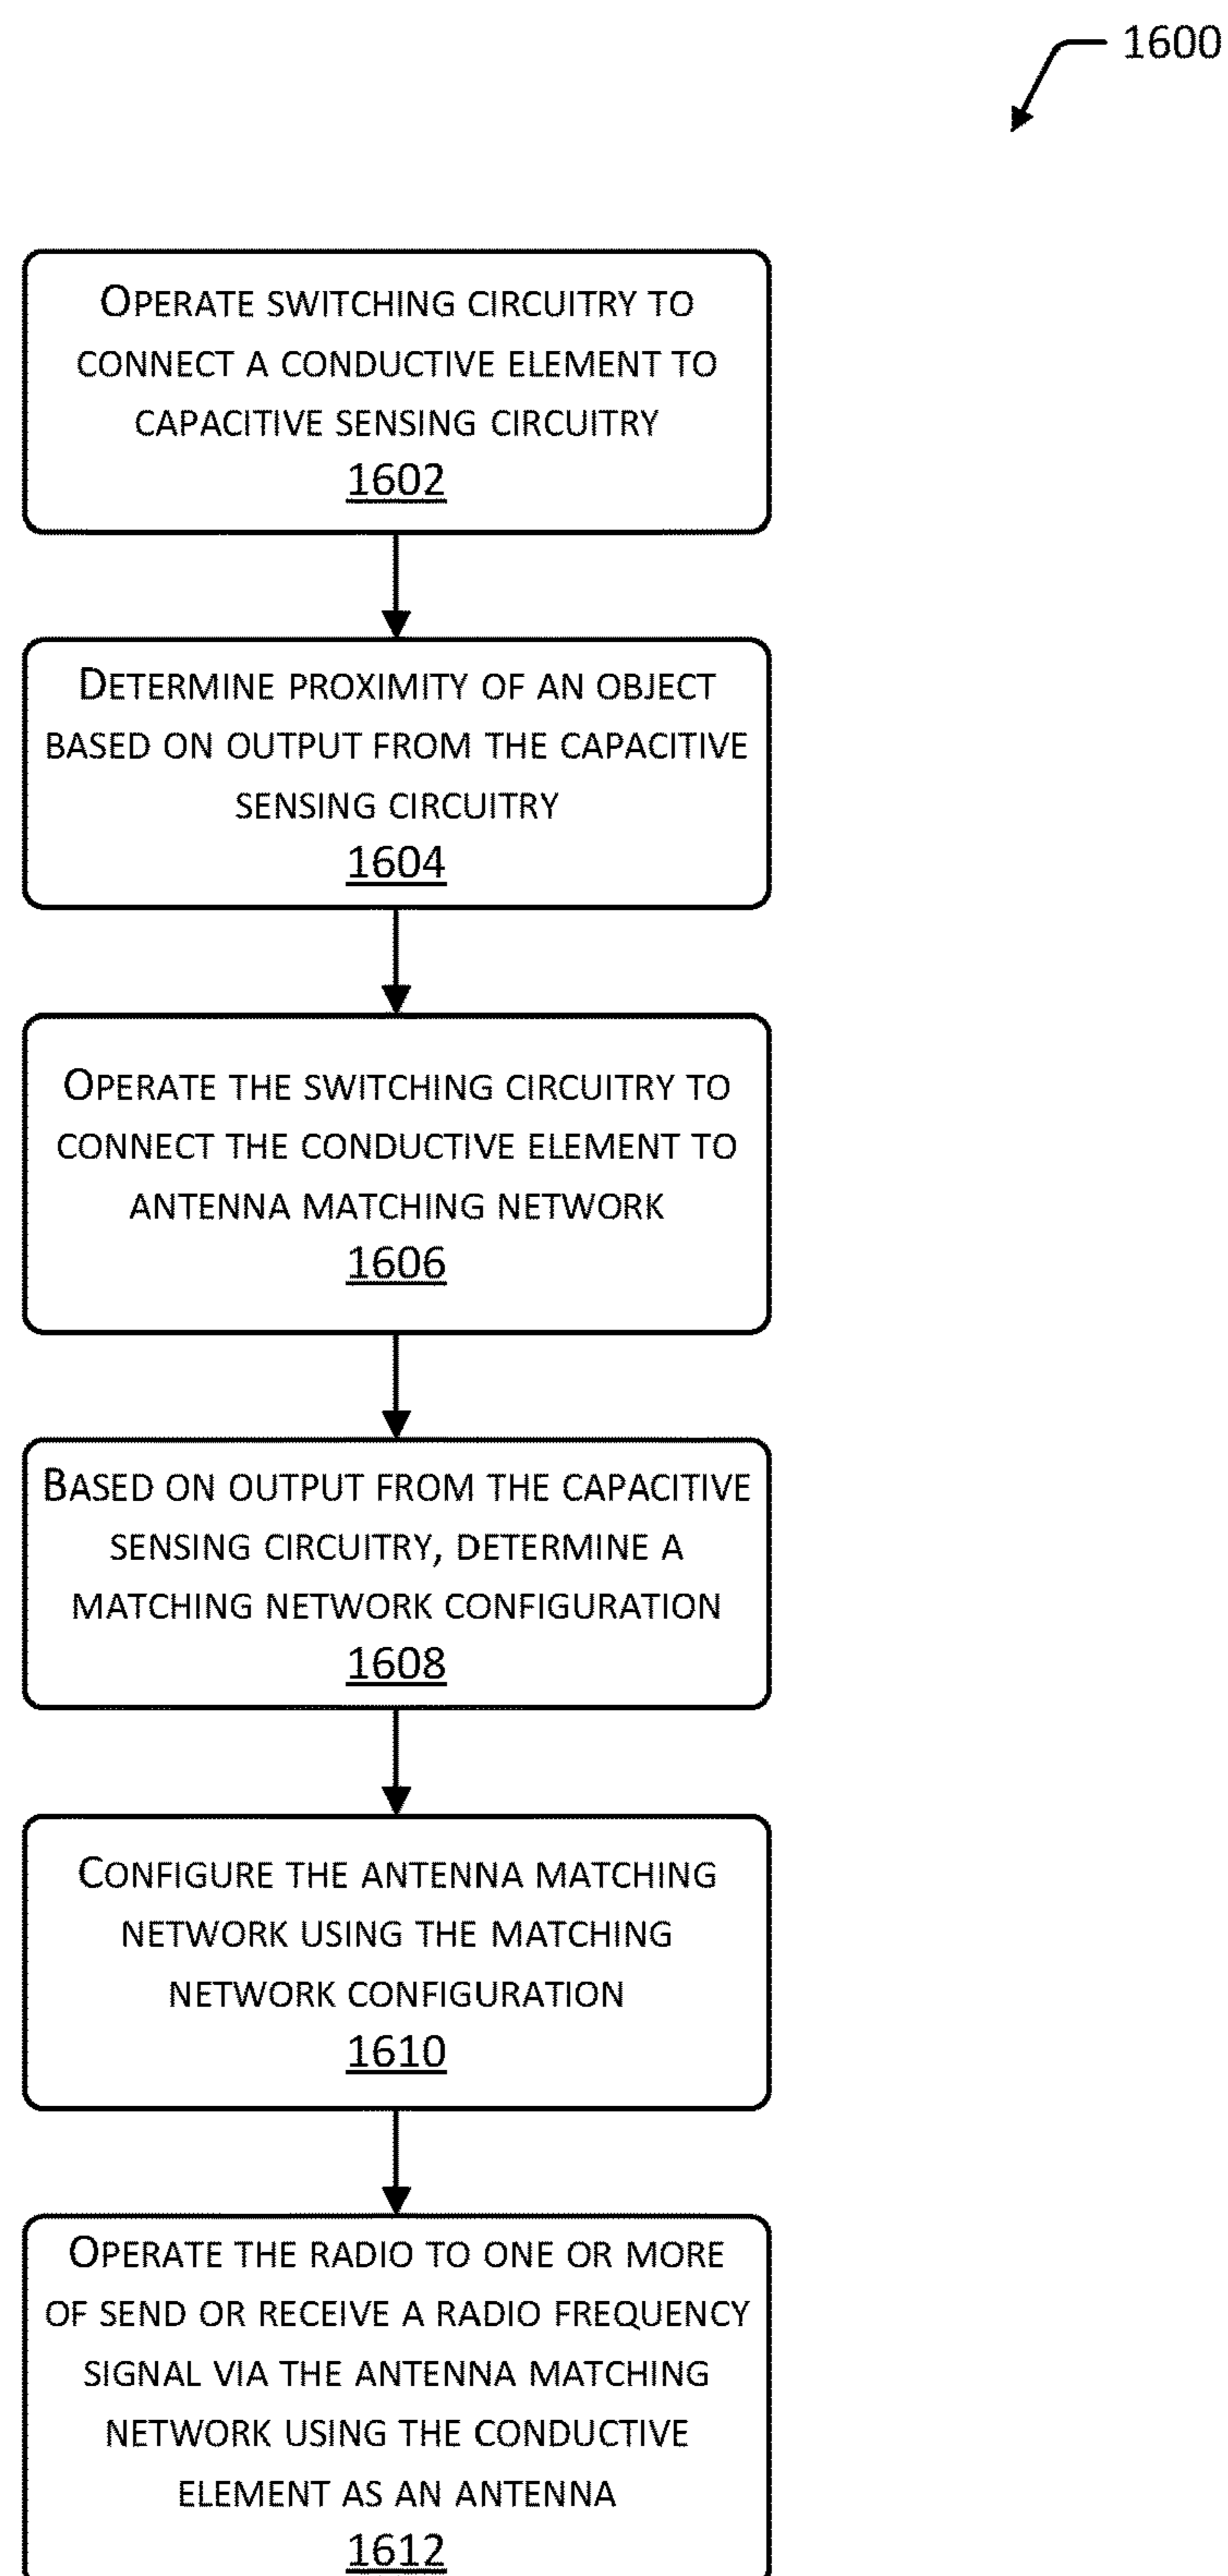 1600
OPERATE SWITCHING CIRCUITRY TO
CONNECT A CONDUCTIVE ELEMENT TO
CAPACITIVE SENSING CIRCUITRY
1602
DETERMINE PROXIMITY OF AN OBJECT
BASED ON OUTPUT FROM THE CAPACITIVE
SENSING CIRCUITRY
1604
OPERATE THE SWITCHING CIRCUITRY TO
CONNECT THE CONDUCTIVE ELEMENT TO
ANTENNA MATCHING NETWORK
1606
BASED ON OUTPUT FROM THE CAPACITIVE
SENSING CIRCUITRY, DETERMINE A
MATCHING NETWORK CONFIGURATION
1608
CONFIGURE THE ANTENNA MATCHING
NETWORK USING THE MATCHING
NETWORK CONFIGURATION
1610
OPERATE THE RADIO TO ONE OR MORE
OF SEND OR RECEIVE A RADIO FREQUENCY
SIGNAL VIA THE ANTENNA MATCHING
NETWORK USING THE CONDUCTIVE
ELEMENT AS AN ANTENNA
1612